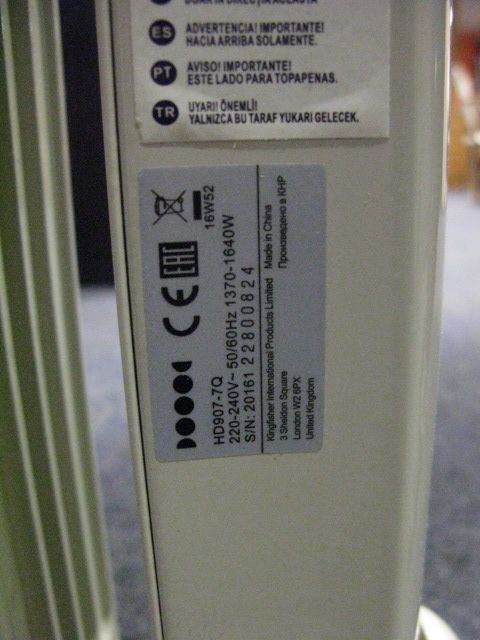 ES ADVERTENCIA! IMPORTANTE!
HACIA ARRIBA SOLAMENTE.
PT AVISO! IMPORTANTE!
ESTE LADO PARA TOPAPENAS.
TR UYARI! ÖNEMLİ!
YALNIZCA BU TARAF YUKARI GELECEK.
CE EAC
16W52
HD907-7Q
220-240V~ 50/60Hz 1370-1640W
S/N: 20161 22800824
Kingfisher International Products Limited
3 Sheldon Square
London W2 6PX
United Kingdom
Made in China
Произведено в КНР